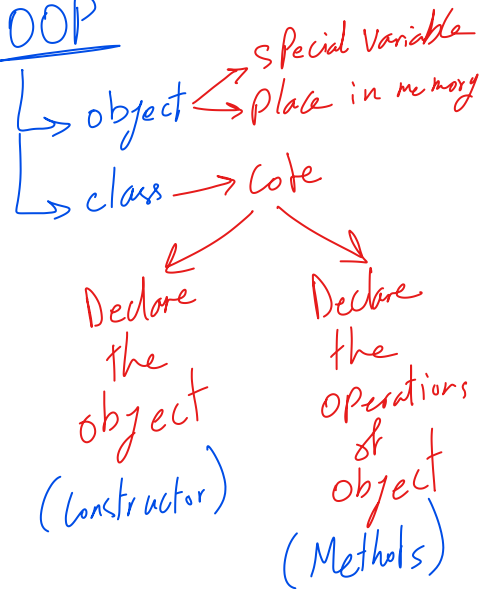 OOP
object
special variable
place in memory
class
Code
Declare
the
object
(constructor)
Declare
the
operations
of
object
(Methods)